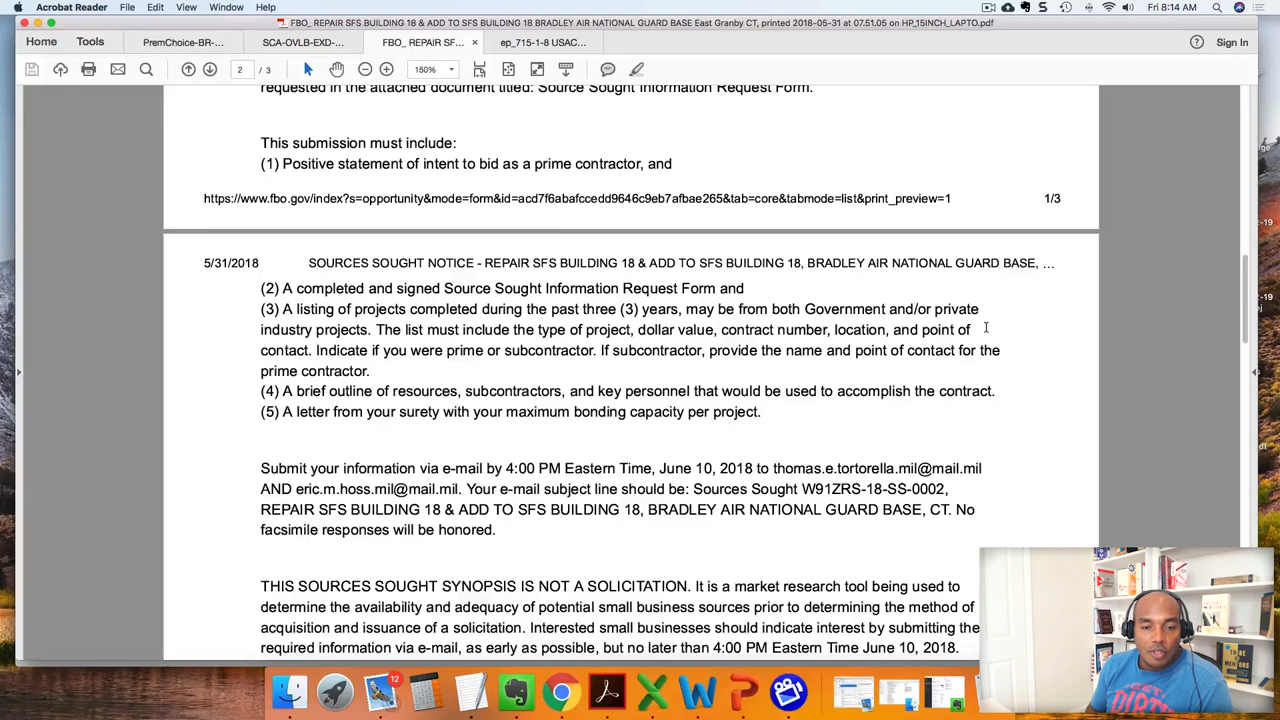 Acrobat Reader File Edit View Window Help
Fri 8:14 AM
FBO_ REPAIR SFS BUILDING 18 & ADD TO SFS BUILDING 18 BRADLEY AIR NATIONAL GUARD BASE East Granby CT, printed 2018-05-31 at 07.51.05 on HP_15INCH_LAPTO.pdf
Home Tools PremChoice-BR-... SCA-OVLB-EXD-... FBO_ REPAIR SF... × ep_715-1-8 USAC... Sign In
2 / 3 150%
requested in the attached document titled: Source Sought Information Request Form.
This submission must include:
(1) Positive statement of intent to bid as a prime contractor, and
https://www.fbo.gov/index?s=opportunity&mode=form&id=acd7f6abafccedd9646c9eb7afbae265&tab=core&tabmode=list&print_preview=1 1/3
5/31/2018 SOURCES SOUGHT NOTICE - REPAIR SFS BUILDING 18 & ADD TO SFS BUILDING 18, BRADLEY AIR NATIONAL GUARD BASE, ...
(2) A completed and signed Source Sought Information Request Form and
(3) A listing of projects completed during the past three (3) years, may be from both Government and/or private
industry projects. The list must include the type of project, dollar value, contract number, location, and point of
contact. Indicate if you were prime or subcontractor. If subcontractor, provide the name and point of contact for the
prime contractor.
(4) A brief outline of resources, subcontractors, and key personnel that would be used to accomplish the contract.
(5) A letter from your surety with your maximum bonding capacity per project.
Submit your information via e-mail by 4:00 PM Eastern Time, June 10, 2018 to thomas.e.tortorella.mil@mail.mil
AND eric.m.hoss.mil@mail.mil. Your e-mail subject line should be: Sources Sought W91ZRS-18-SS-0002,
REPAIR SFS BUILDING 18 & ADD TO SFS BUILDING 18, BRADLEY AIR NATIONAL GUARD BASE, CT. No
facsimile responses will be honored.
THIS SOURCES SOUGHT SYNOPSIS IS NOT A SOLICITATION. It is a market research tool being used to
determine the availability and adequacy of potential small business sources prior to determining the method of
acquisition and issuance of a solicitation. Interested small businesses should indicate interest by submitting the
required information via e-mail, as early as possible, but no later than 4:00 PM Eastern Time June 10, 2018.
12